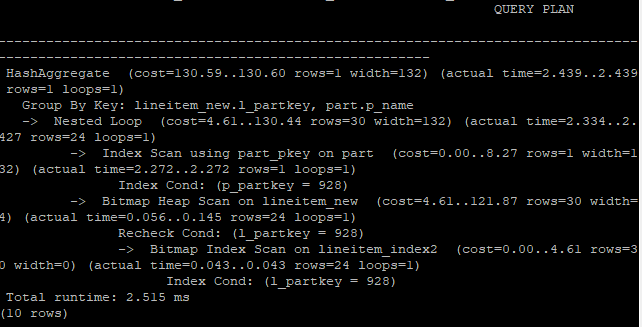 QUERY PLAN
--------------------------------------------------------------------------------
------------------------------------------------------
HashAggregate  (cost=130.59..130.60 rows=1 width=132) (actual time=2.439..2.439
rows=1 loops=1)
Group By Key: lineitem_new.l_partkey, part.p_name
->  Nested Loop  (cost=4.61..130.44 rows=30 width=132) (actual time=2.334..2.
427 rows=24 loops=1)
->  Index Scan using part_pkey on part  (cost=0.00..8.27 rows=1 width=1
32) (actual time=2.272..2.272 rows=1 loops=1)
Index Cond: (p_partkey = 928)
->  Bitmap Heap Scan on lineitem_new  (cost=4.61..121.87 rows=30 width=
4) (actual time=0.056..0.145 rows=24 loops=1)
Recheck Cond: (l_partkey = 928)
->  Bitmap Index Scan on lineitem_index2  (cost=0.00..4.61 rows=3
0 width=0) (actual time=0.043..0.043 rows=24 loops=1)
Index Cond: (l_partkey = 928)
Total runtime: 2.515 ms
(10 rows)